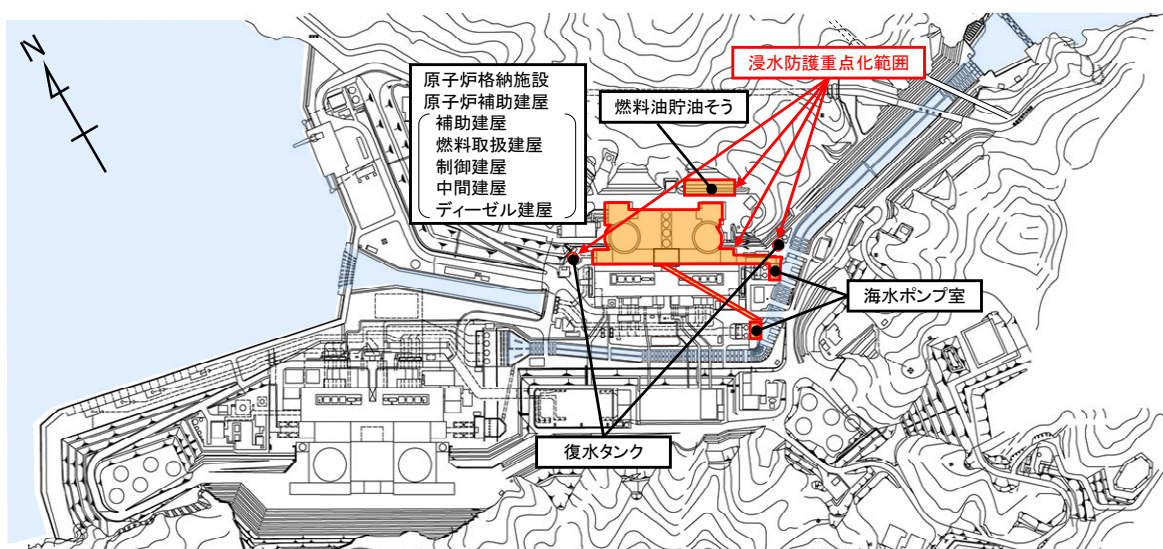 N
浸水防護重点化範囲
原子炉格納施設
原子炉補助建屋
補助建屋
燃料取扱建屋
制御建屋
中間建屋
ディーゼル建屋
燃料油貯油そう
海水ポンプ室
復水タンク